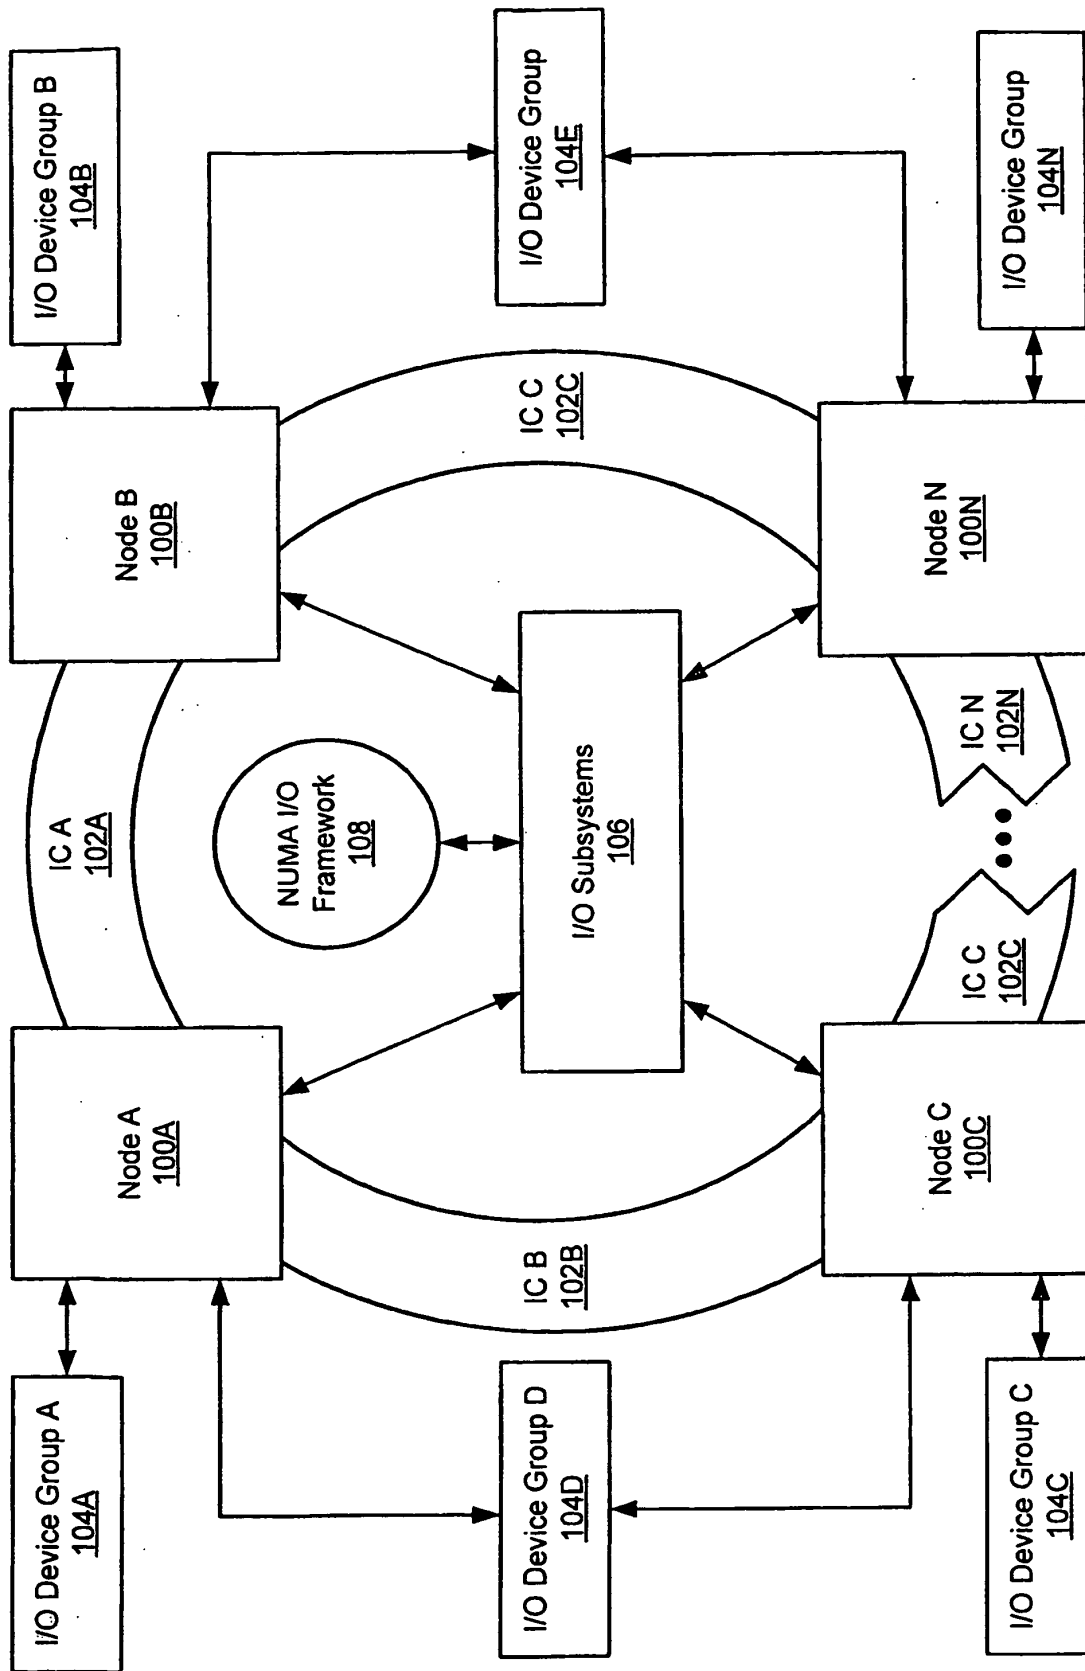 I/O Device Group A
104A
Node A
100A
IC A
102A
Node B
100B
I/O Device Group B
104B
NUMA I/O
Framework
108
I/O Device Group D
104D
IC B
102B
I/O Subsystems
106
IC C
102C
I/O Device Group
104E
I/O Device Group C
104C
Node C
100C
IC C
102C
IC N
102N
Node N
100N
I/O Device Group
104N